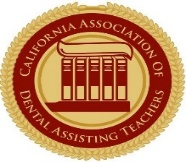 CALIFORNIA ASSOCIATION OF
DENTAL ASSISTING TEACHERS